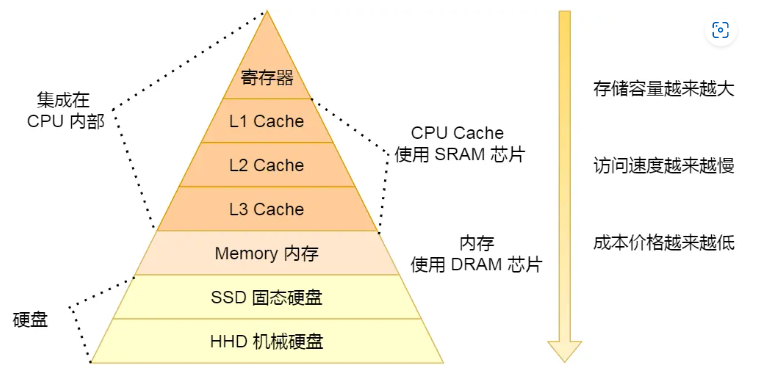 寄存器
L1 Cache
L2 Cache
L3 Cache
Memory 内存
SSD 固态硬盘
HHD 机械硬盘
集成在
CPU 内部
硬盘
CPU Cache
使用 SRAM 芯片
内存
使用 DRAM 芯片
存储容量越来越大
访问速度越来越慢
成本价格越来越低